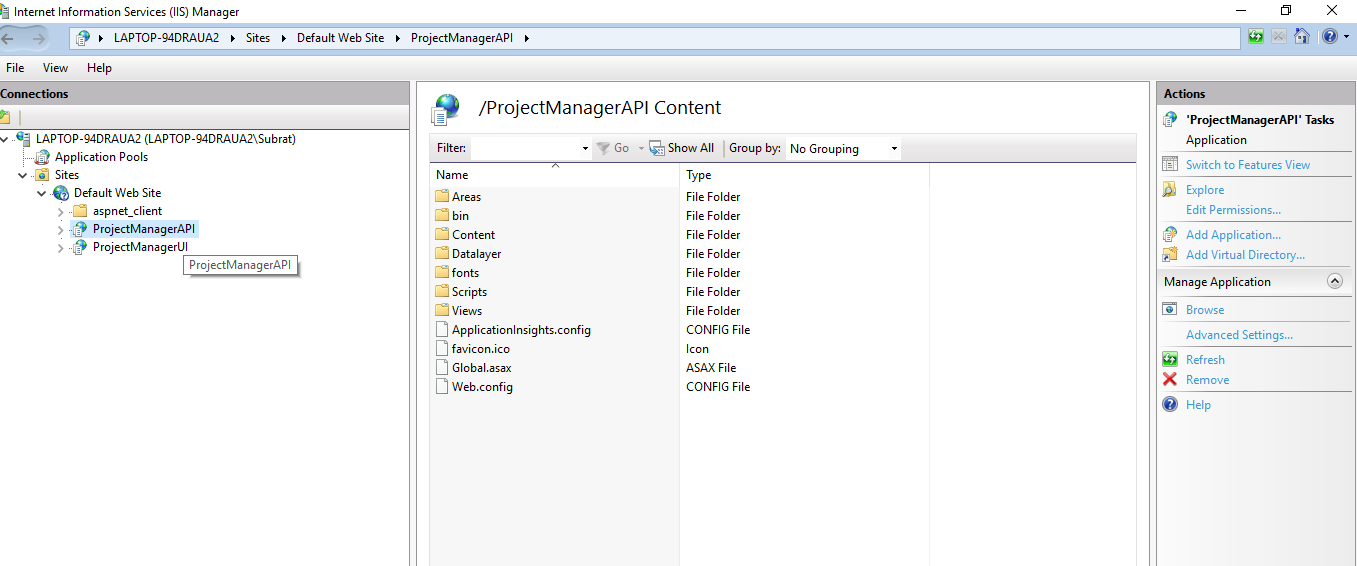 Internet Information Services (IIS) Manager
LAPTOP-94DRAUA2 Sites Default Web Site ProjectManagerAPI
File View Help
Connections
LAPTOP-94DRAUA2 (LAPTOP-94DRAUA2\Subrat)
Application Pools
Sites
Default Web Site
aspnet_client
ProjectManagerAPI
ProjectManagerUI
ProjectManagerAPI
/ProjectManagerAPI Content
Filter: Go Show All Group by: No Grouping
Name Type
Areas File Folder
bin File Folder
Content File Folder
Datalayer File Folder
fonts File Folder
Scripts File Folder
Views File Folder
ApplicationInsights.config CONFIG File
favicon.ico Icon
Global.asax ASAX File
Web.config CONFIG File
Actions
'ProjectManagerAPI' Tasks
Application
Switch to Features View
Explore
Edit Permissions...
Add Application...
Add Virtual Directory...
Manage Application
Browse
Advanced Settings...
Refresh
Remove
Help